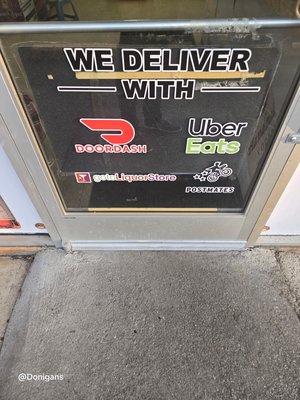 WE DELIVER
WITH
DOORDASH
Uber
Eats
gotoLiquorStore
POSTMATES
@Donigans